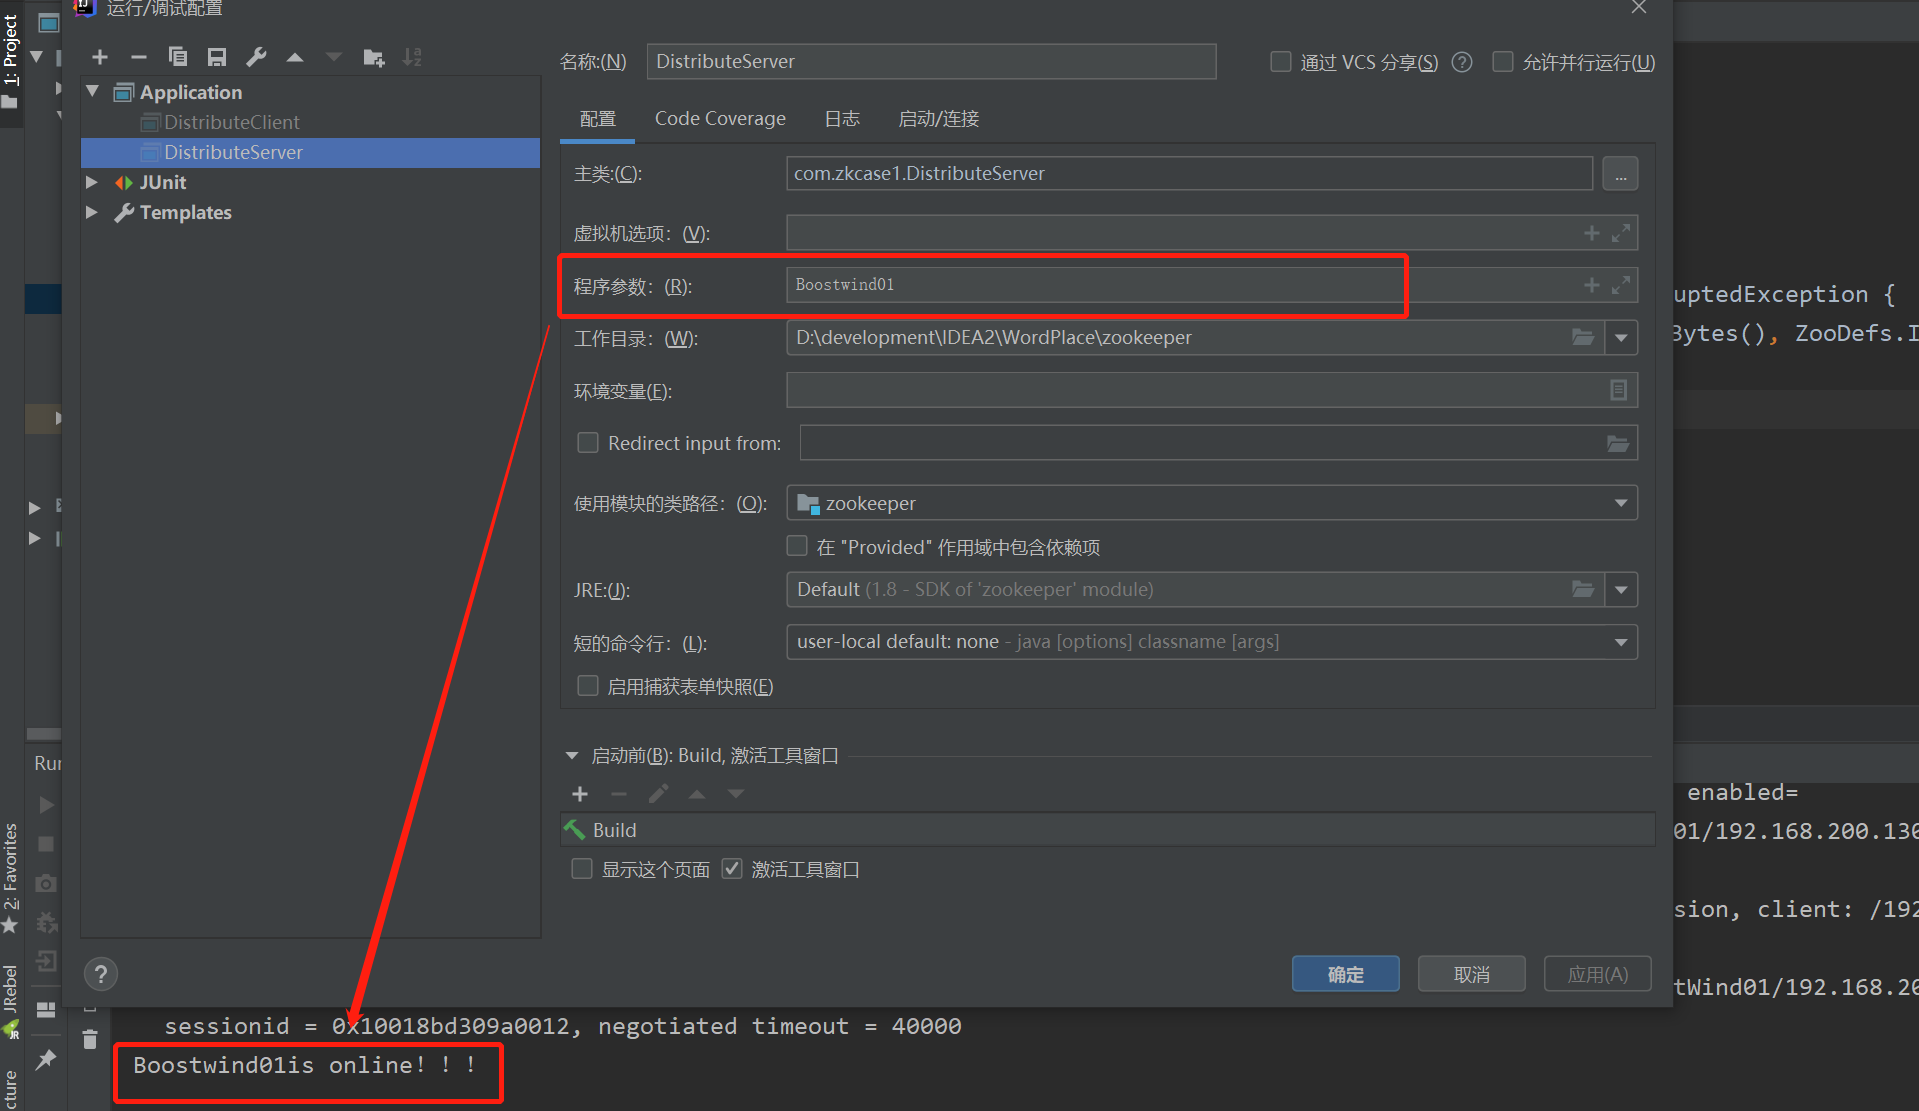 运行/调试配置
1: Project
名称:(N)
DistributeServer
通过 VCS 分享(S)
?
允许并行运行(U)
Application
DistributeClient
DistributeServer
JUnit
Templates
配置
Code Coverage
日志
启动/连接
主类:(C):
com.zkcase1.DistributeServer
...
虚拟机选项：(V):
程序参数：(R):
Boostwind01
工作目录：(W):
D:\development\IDEA2\WordPlace\zookeeper
环境变量(E):
Redirect input from:
使用模块的类路径：(O):
zookeeper
在 "Provided" 作用域中包含依赖项
JRE:(J):
Default (1.8 - SDK of 'zookeeper' module)
短的命令行：(L):
user-local default: none - java [options] classname [args]
启用捕获表单快照(E)
启动前(B): Build, 激活工具窗口
Build
显示这个页面
激活工具窗口
?
确定
取消
应用(A)
uptedException {
Bytes(), ZooDefs.I
Run
enabled=
01/192.168.200.130
sion, client: /192
tWind01/192.168.20
2: Favorites
JRebel
cture
sessionid = 0x10018bd309a0012, negotiated timeout = 40000
Boostwind01is online！！！